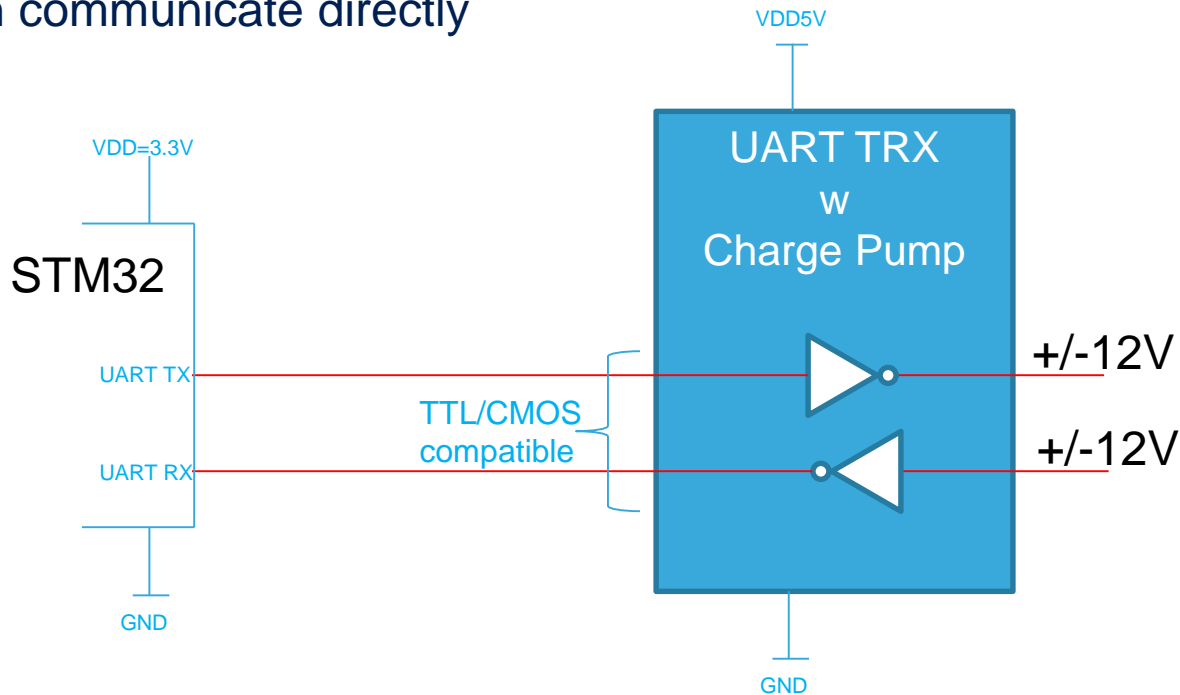 communicate directly
VDD5V
VDD=3.3V
UART TRX
w
Charge Pump
STM32
+/-12V
UART TX
TTL/CMOS
compatible
+/-12V
UART RX
GND
GND